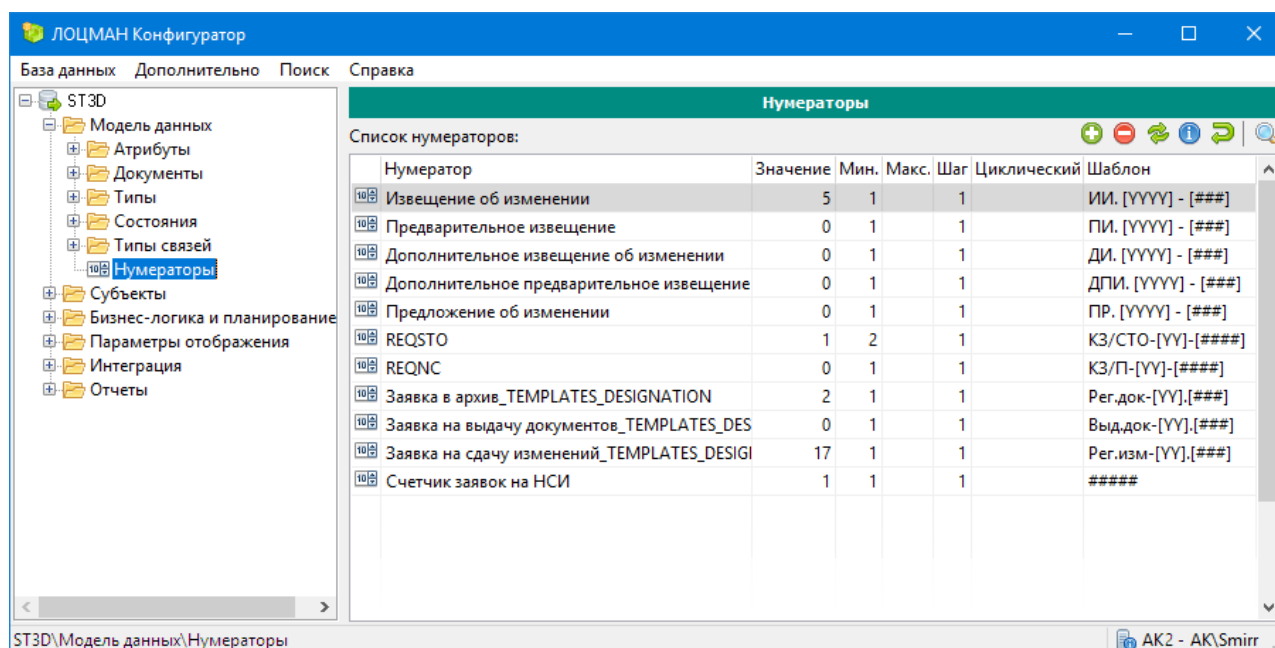 ЛОЦМАН Конфигуратор
База данных Дополнительно Поиск Справка
ST3D
Модель данных
Атрибуты
Документы
Типы
Состояния
Типы связей
Нумераторы
Субъекты
Бизнес-логика и планирование
Параметры отображения
Интеграция
Отчеты
Нумераторы
Список нумераторов:
Нумератор Значение Мин. Макс. Шаг Циклический Шаблон
Извещение об изменении 5 1 1 ИИ. [YYYY] - [###]
Предварительное извещение 0 1 1 ПИ. [YYYY] - [###]
Дополнительное извещение об изменении 0 1 1 ДИ. [YYYY] - [###]
Дополнительное предварительное извещение 0 1 1 ДПИ. [YYYY] - [###]
Предложение об изменении 0 1 1 ПР. [YYYY] - [###]
REQSTO 1 2 1 КЗ/СТО-[YY]-[####]
REQNC 0 1 1 КЗ/П-[YY]-[####]
Заявка в архив_TEMPLATES_DESIGNATION 2 1 1 Рег.док-[YY].[###]
Заявка на выдачу документов_TEMPLATES_DES 0 1 1 Выд.док-[YY].[###]
Заявка на сдачу изменений_TEMPLATES_DESIG 17 1 1 Рег.изм-[YY].[###]
Счетчик заявок на НСИ 1 1 1 #####
ST3D\Модель данных\Нумераторы
AK2 - AK\Smirr